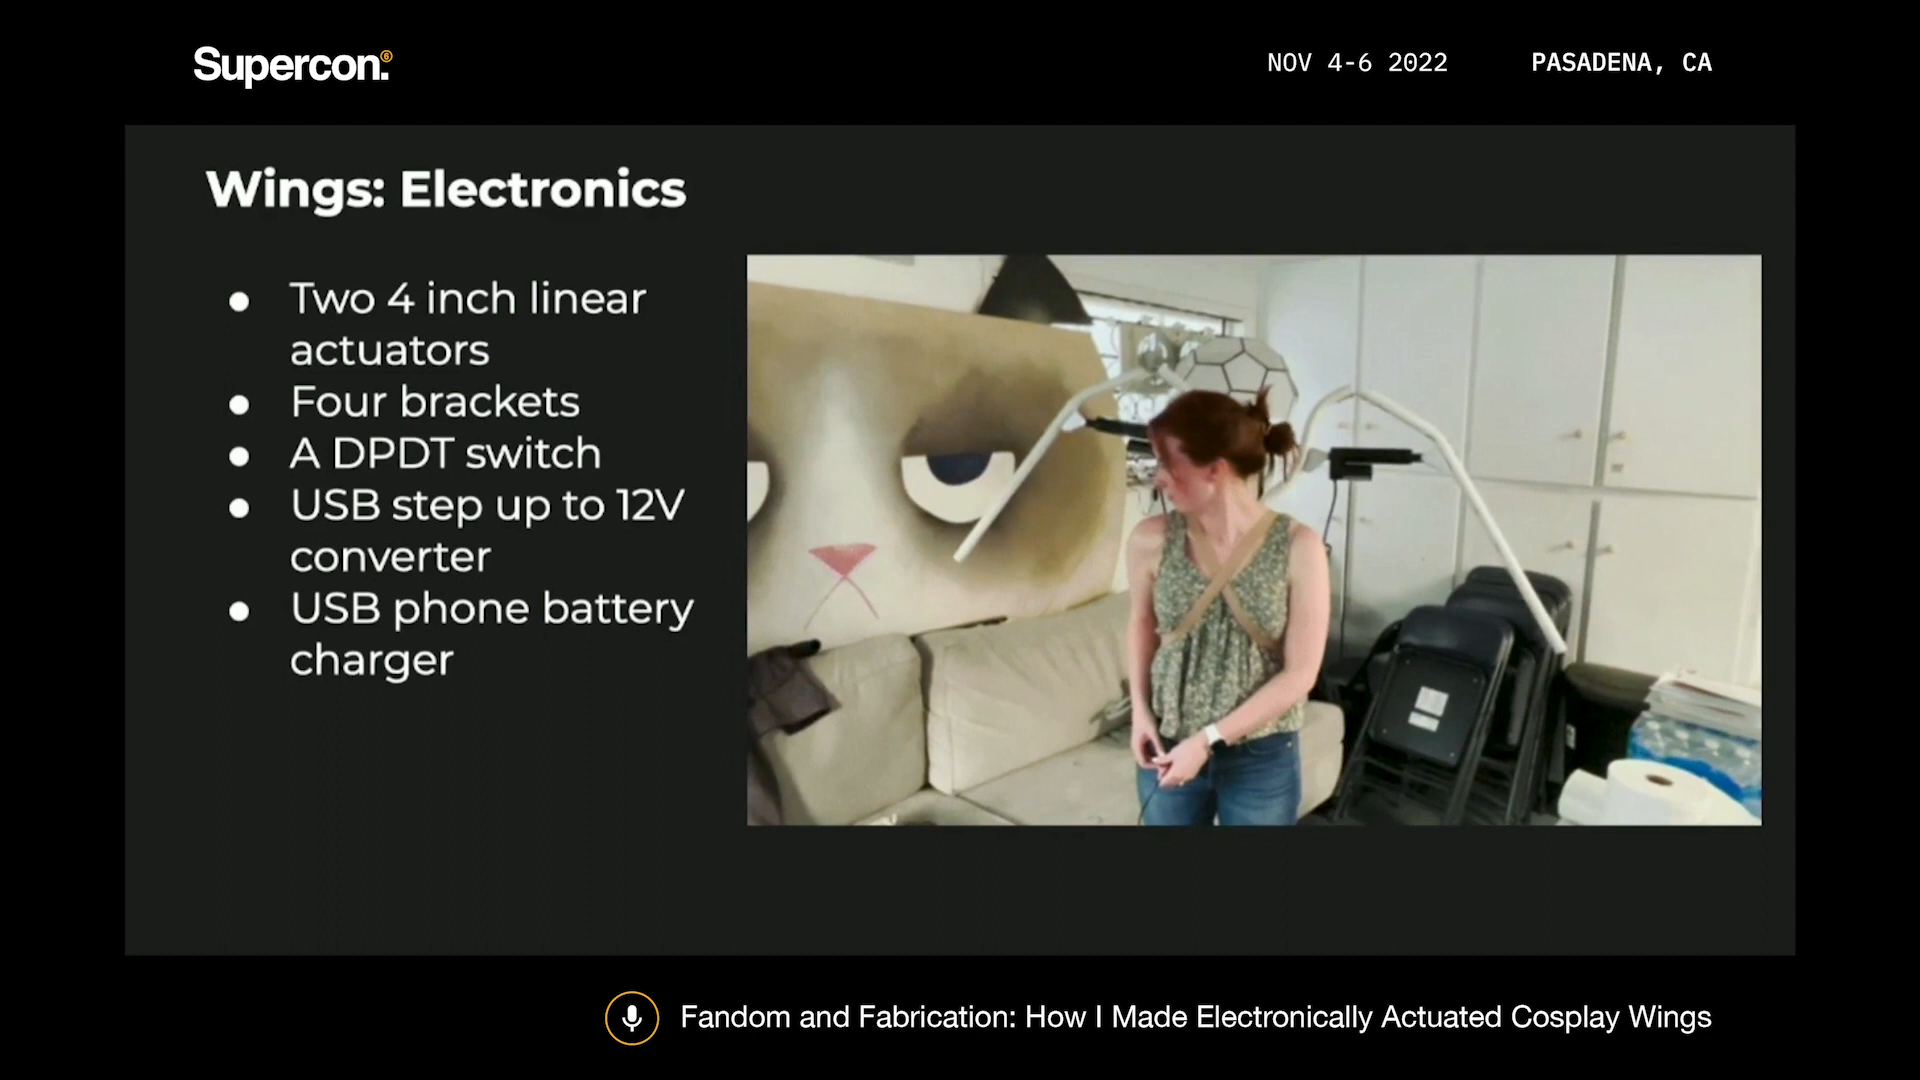 Supercon.6
NOV 4-6 2022
PASADENA, CA
Wings: Electronics
● Two 4 inch linear
actuators
● Four brackets
● A DPDT switch
● USB step up to 12V
converter
● USB phone battery
charger
Fandom and Fabrication: How I Made Electronically Actuated Cosplay Wings